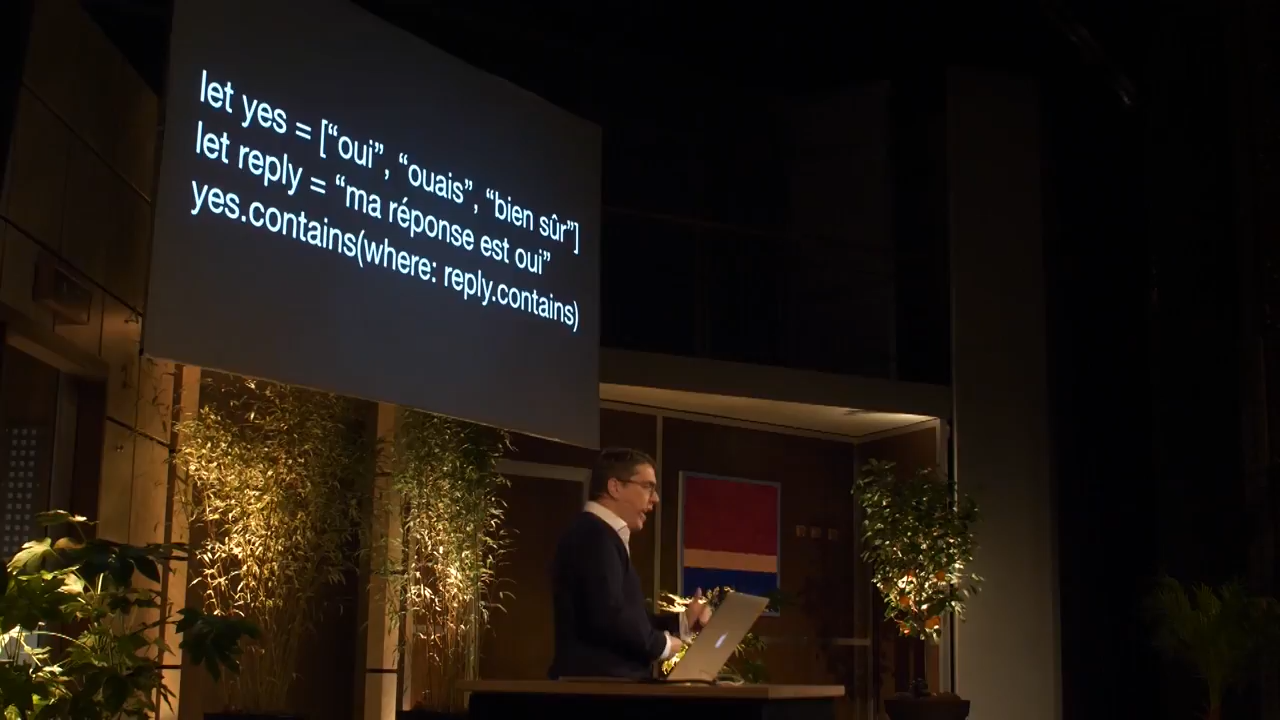 let yes = [“oui”, “ouais”, “bien sûr”]
let reply = “ma réponse est oui”
yes.contains(where: reply.contains)